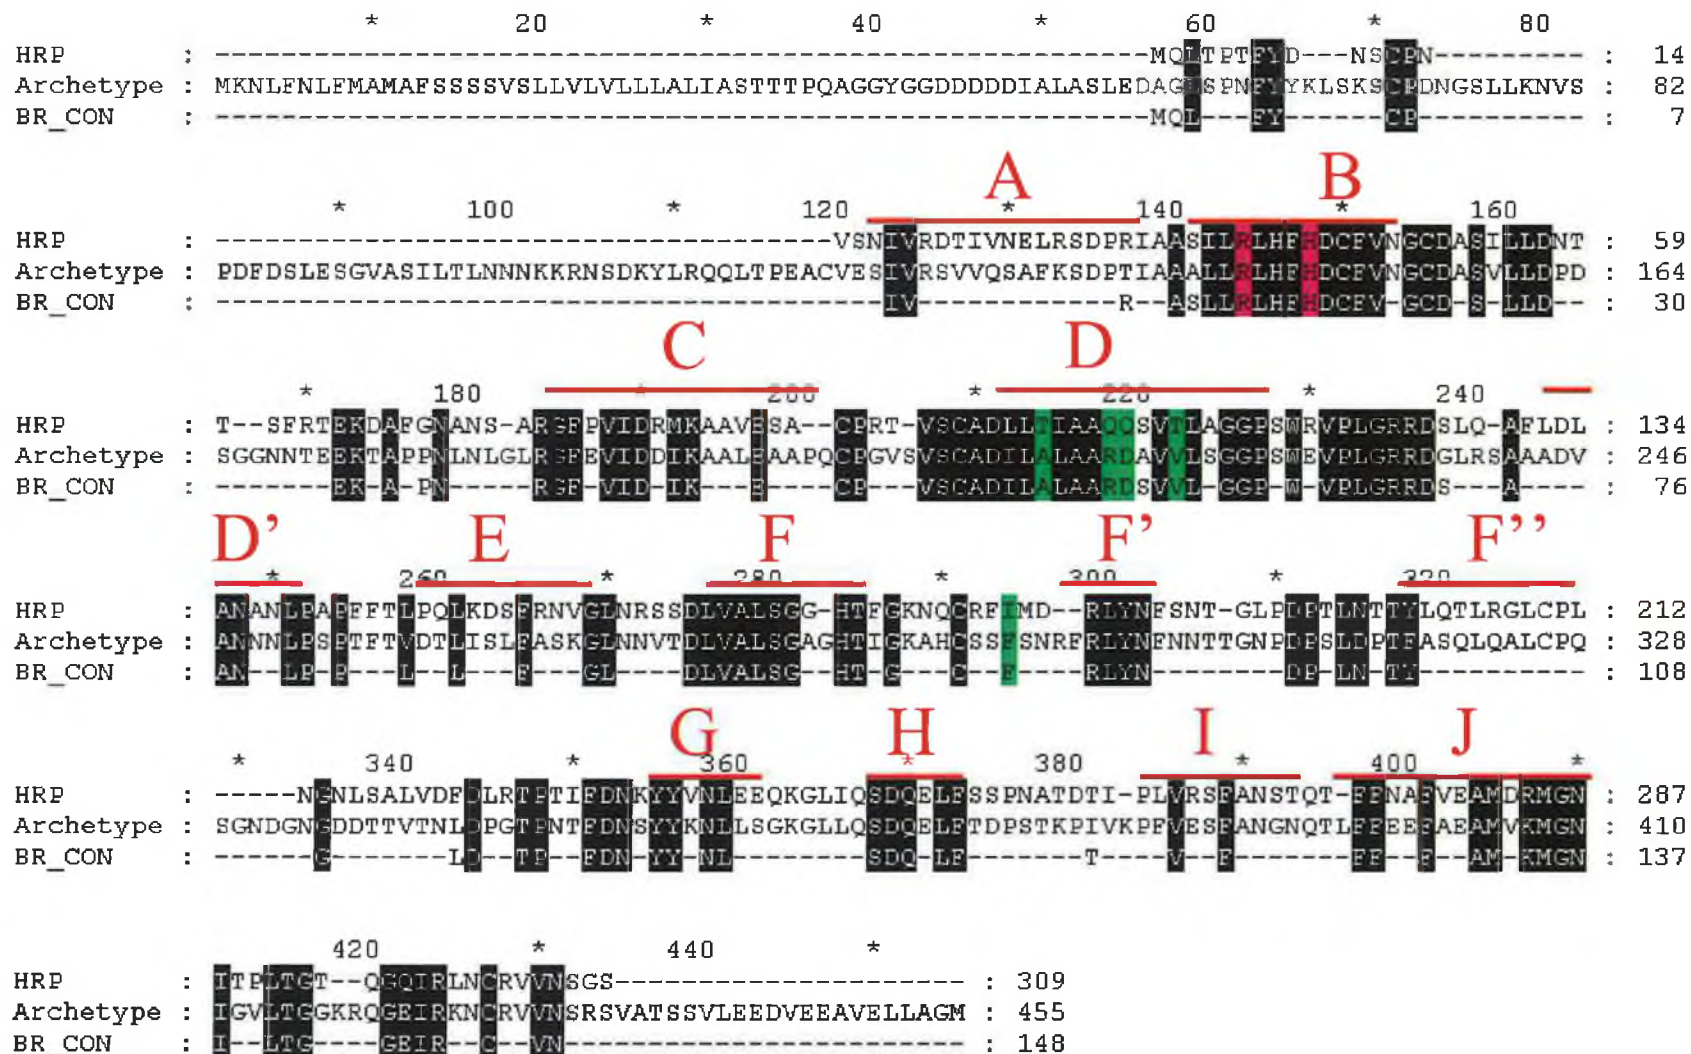 * 20 * 40 * 60 * 80
HRP : --------------------------------------------------------MQLTPTFYD---NSCPN--------- : 14
Archetype : MKNLFNLFMAMAFSSSSVSLLVLVLLLALIASTTTPQAGGYGGDDDDDIALASLEDAGLSPNFYYKLSKSCPDNGSLLKNVS : 82
BR_CON : --------------------------------------------------------MQL---FY------CP---------- : 7
A B
* 100 * 120 * 140 * 160
HRP : -------------------------------------VSNIVRDTIVNELRSDPRIAASILRLHFHDCFVNGCDASILLDNT : 59
Archetype : PDFDSLESGVASILTLNNNKKRNSDKYLRQQLTPEACVESIVRSVVQSAFKSDPTIAAALLRLHFHDCFVNGCDASVLLDPD : 164
BR_CON : ----------------------------------------IV------------R--ASLLRLHFHDCFV-GCD-S-LLD-- : 30
C D
* 180 * 200 * 220 * 240
HRP : T--SFRTEKDAFGNANS-ARGFPVIDRMKAAVESA--CPRT-VSCADLLTIAAQQSVTLAGGPSWRVPLGRRDSLQ-AFLDL : 134
Archetype : SGGNNTEEKTAPPNLNLGLRGFEVIDDIKAALEAAPQCPGVSVSCADILALAARDAVVLSGGPSWEVPLGRRDGLRSAAADV : 246
BR_CON : -------EK-A-PN-----RGF-VID-IK---E----CP---VSCADILALAARDSVVL-GGP-W-VPLGRRDS---A---- : 76
D’ E F F’ F’’
* 260 * 280 * 300 * 320
HRP : ANANLPAPFFTLPQLKDSFRNVGLNRSSDLVALSGG-HTFGKNQCRFIMD--RLYNFSNT-GLPDPTLNTTYLQTLRGLCPL : 212
Archetype : ANNNLPSPTFTVDTLISLFASKGLNNVTDLVALSGAGHTIGKAHCSSFSNRFRLYNFNNTTGNPDPSLDPTFASQLQALCPQ : 328
BR_CON : AN--LP-P---L--L---F---GL----DLVALSG--HT-G---C--F----RLYN--------DP-LN-TY---------- : 108
G H I J
* 340 * 360 * 380 * 400 *
HRP : -----NGNLSALVDFDLRTPTIFDNKYYVNLEEQKGLIQSDQELFSSPNATDTI-PLVRSFANSTQT-FFNAFVEAMDRMGN : 287
Archetype : SGNDGNGDDTTVTNLDPGTPNTFDNSYYKNLLSGKGLLQSDQELFTDPSTKPIVKPFVESFANGNQTLFFEEFAEAMVKMGN : 410
BR_CON : ------G-------LD--TP--FDN-YY-NL--------SDQ-LF-------T----V--F------FF--F--AM-KMGN : 137
420 * 440 *
HRP : ITPLTGT--QGQIRLNCRVVNSGS--------------------- : 309
Archetype : IGVLTGGKRQGEIRKNCRVVNSRSVATSSVLEEDVEEAVELLAGM : 455
BR_CON : I--LTG----GEIR--C--VN------------------------ : 148